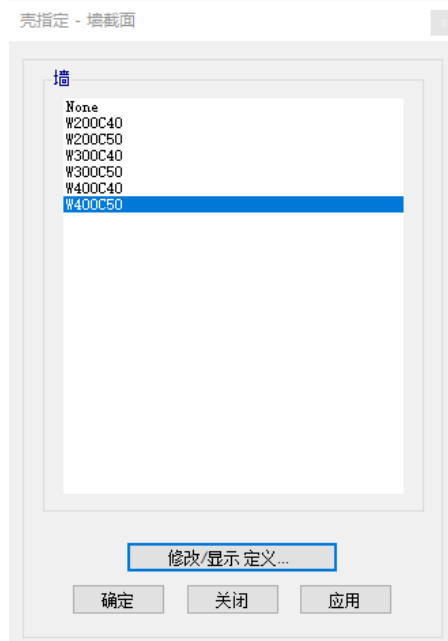 壳指定 - 墙截面
墙
None
W200C40
W200C50
W300C40
W300C50
W400C40
W400C50
修改/显示 定义...
确定
关闭
应用